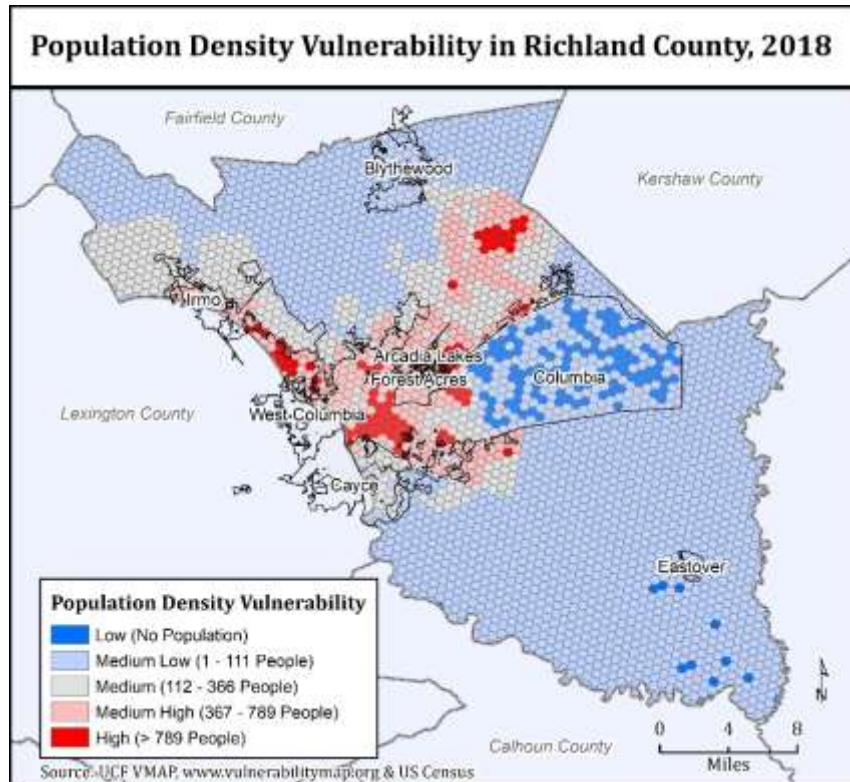 Population Density Vulnerability in Richland County, 2018
Fairfield County
Blythewood
Kershaw County
Irmo
Arcadia Lakes
Forest Acres
Columbia
Lexington County
West Columbia
Cayce
Eastover
Population Density Vulnerability
Low (No Population)
Medium Low (1 - 111 People)
Medium (112 - 366 People)
Medium High (367 - 789 People)
High (> 789 People)
N
0 4 8
Miles
Calhoun County
Source: UCF VMAP, www.vulnerabilitymap.org & US Census